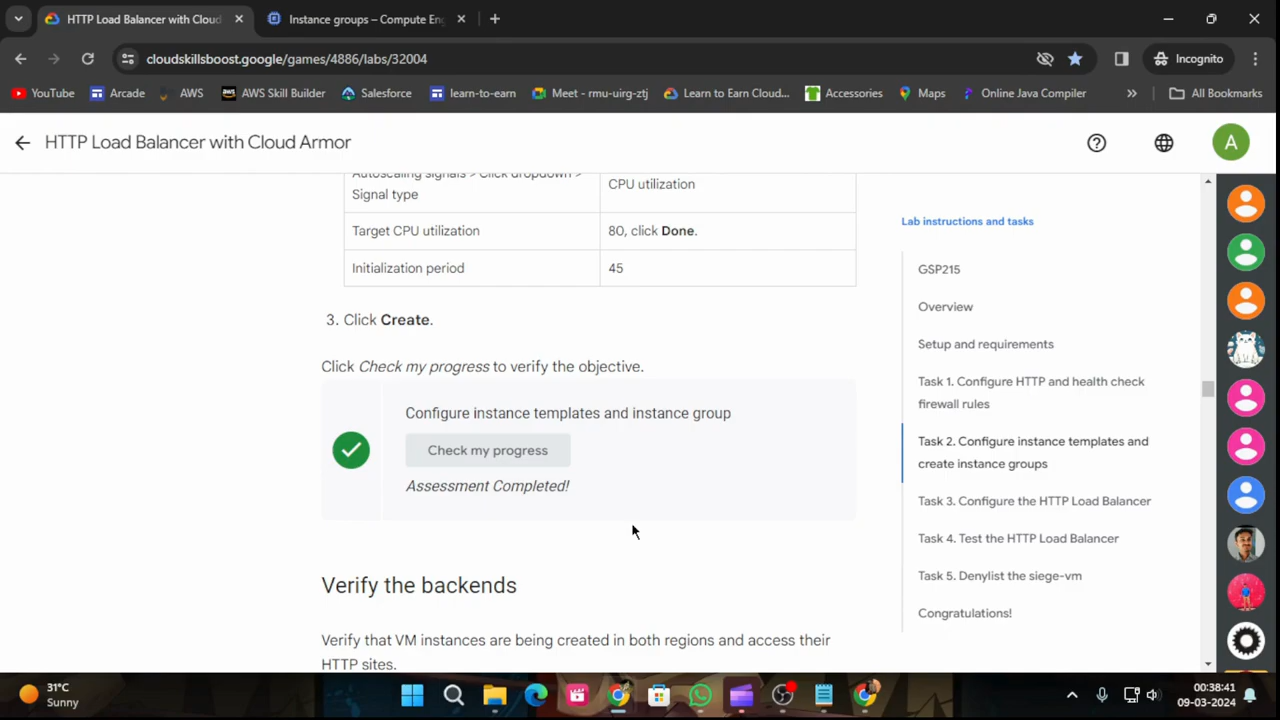 HTTP Load Balancer with Cloud
Instance groups – Compute En
cloudskillsboost.google/games/4886/labs/32004
Incognito
YouTube
Arcade
AWS
AWS Skill Builder
Salesforce
learn-to-earn
Meet - rmu-uirg-ztj
Learn to Earn Cloud...
Accessories
Maps
Online Java Compiler
All Bookmarks
HTTP Load Balancer with Cloud Armor
A
Autoscaling signals > Click dropdown >
Signal type
CPU utilization
Target CPU utilization
80, click Done.
Initialization period
45
3. Click Create.
Click Check my progress to verify the objective.
Configure instance templates and instance group
Check my progress
Assessment Completed!
Verify the backends
Verify that VM instances are being created in both regions and access their
HTTP sites.
Lab instructions and tasks
GSP215
Overview
Setup and requirements
Task 1. Configure HTTP and health check
firewall rules
Task 2. Configure instance templates and
create instance groups
Task 3. Configure the HTTP Load Balancer
Task 4. Test the HTTP Load Balancer
Task 5. Denylist the siege-vm
Congratulations!
31°C
Sunny
00:38:41
09-03-2024